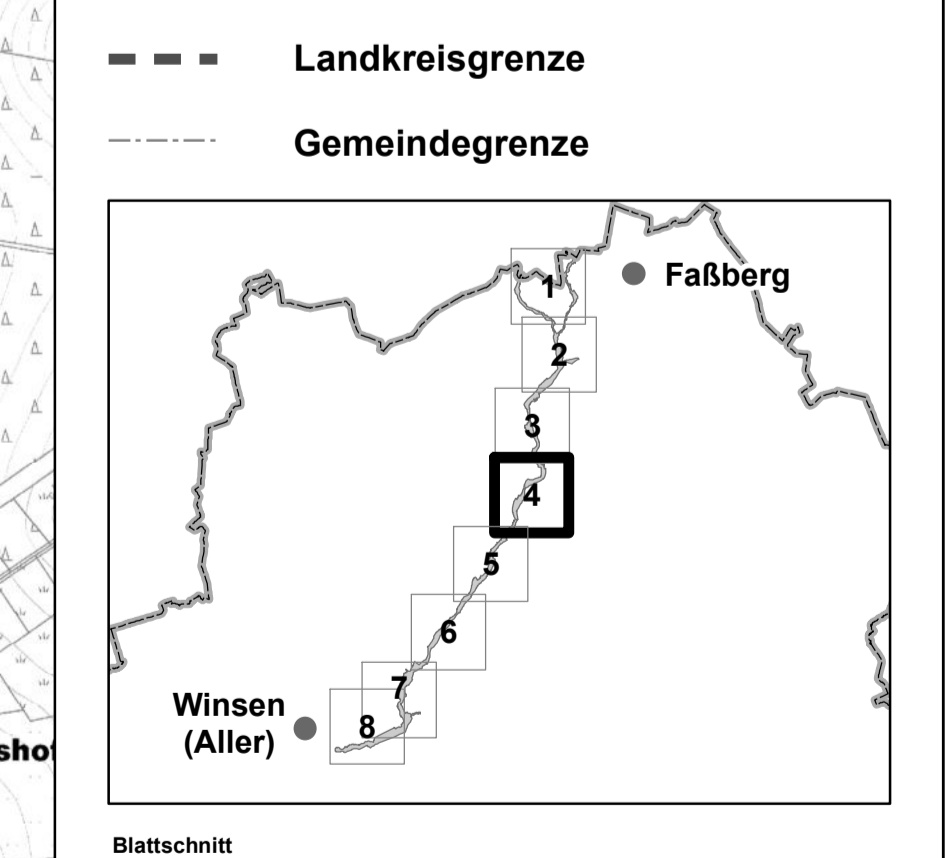 Landkreisgrenze
Gemeindegrenze
1
Faßberg
2
3
4
5
6
7
Winsen
(Aller)
8
Blattschnitt